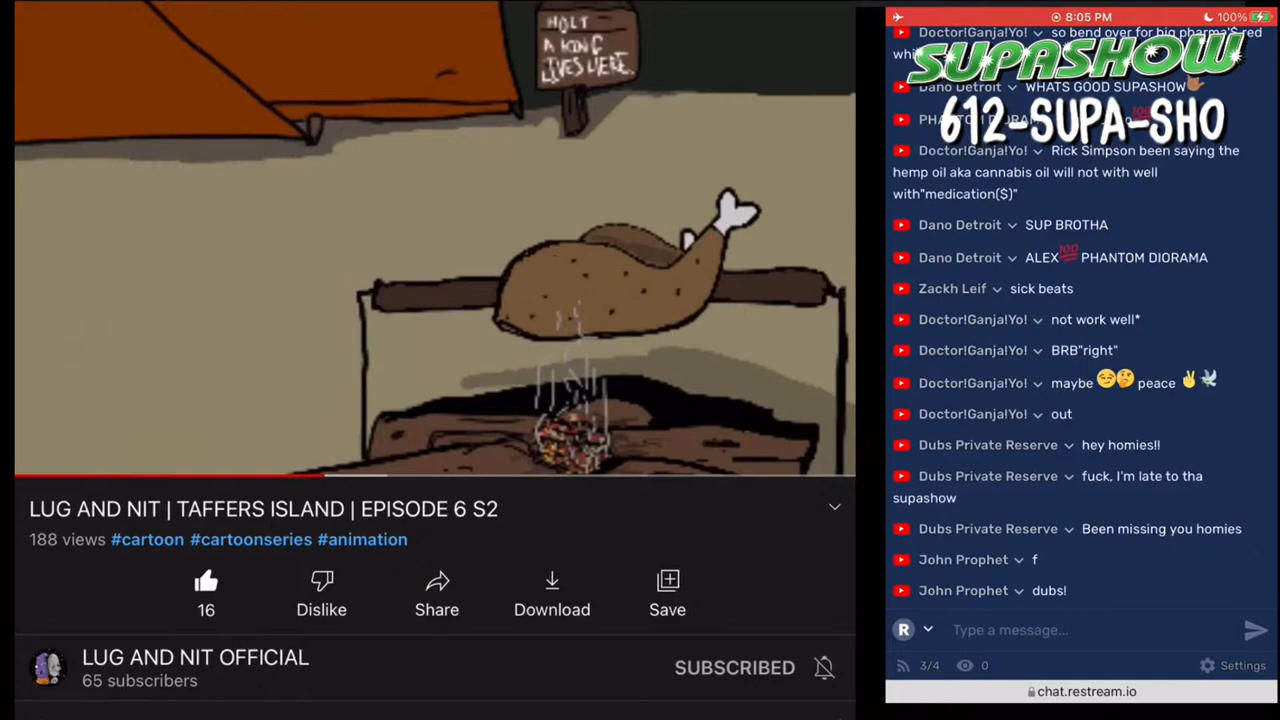 HOLT
A KING
LIVES HERE.
LUG AND NIT | TAFFERS ISLAND | EPISODE 6 S2
188 views #cartoon #cartoonseries #animation
16
Dislike
Share
Download
Save
LUG AND NIT OFFICIAL
65 subscribers
SUBSCRIBED
8:05 PM
100%
Doctor!Ganja!Yo! so bend over for big pharma'$ red
SUPASHOW
Dano Detroit WHATS GOOD SUPASHOW
612-SUPA-SHO
Doctor!Ganja!Yo! Rick Simpson been saying the
hemp oil aka cannabis oil will not with well
with"medication($)"
Dano Detroit SUP BROTHA
Dano Detroit ALEX💯 PHANTOM DIORAMA
Zackh Leif sick beats
Doctor!Ganja!Yo! not work well*
Doctor!Ganja!Yo! BRB"right"
Doctor!Ganja!Yo! maybe 😏🤔 peace ✌🕊
Doctor!Ganja!Yo! out
Dubs Private Reserve hey homies!!
Dubs Private Reserve fuck, I'm late to tha
supashow
Dubs Private Reserve Been missing you homies
John Prophet f
John Prophet dubs!
R
Type a message...
3/4
0
Settings
chat.restream.io